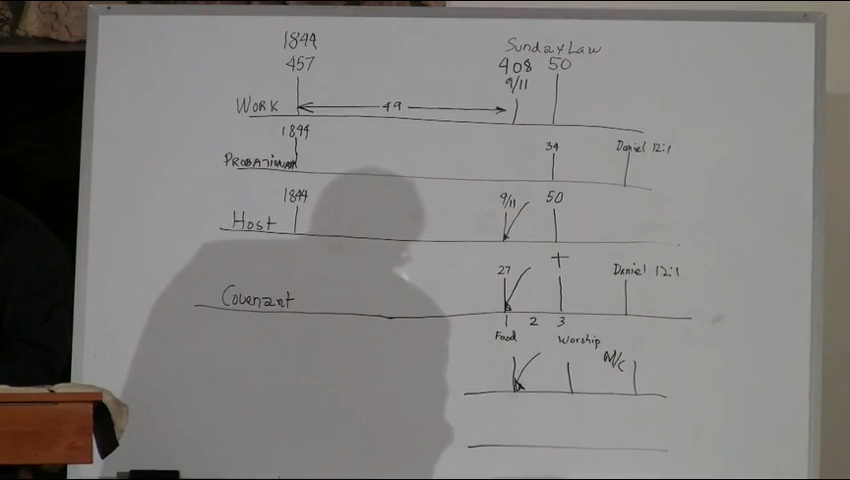 1844 Sunday Law
457 408 50
9/11
WORK 49
1844 34 Daniel 12:1
PROBATIONARY
1844 9/11 50
Host
27 + Daniel 12:1
Covenant
1 2 3
Food Worship
M/C